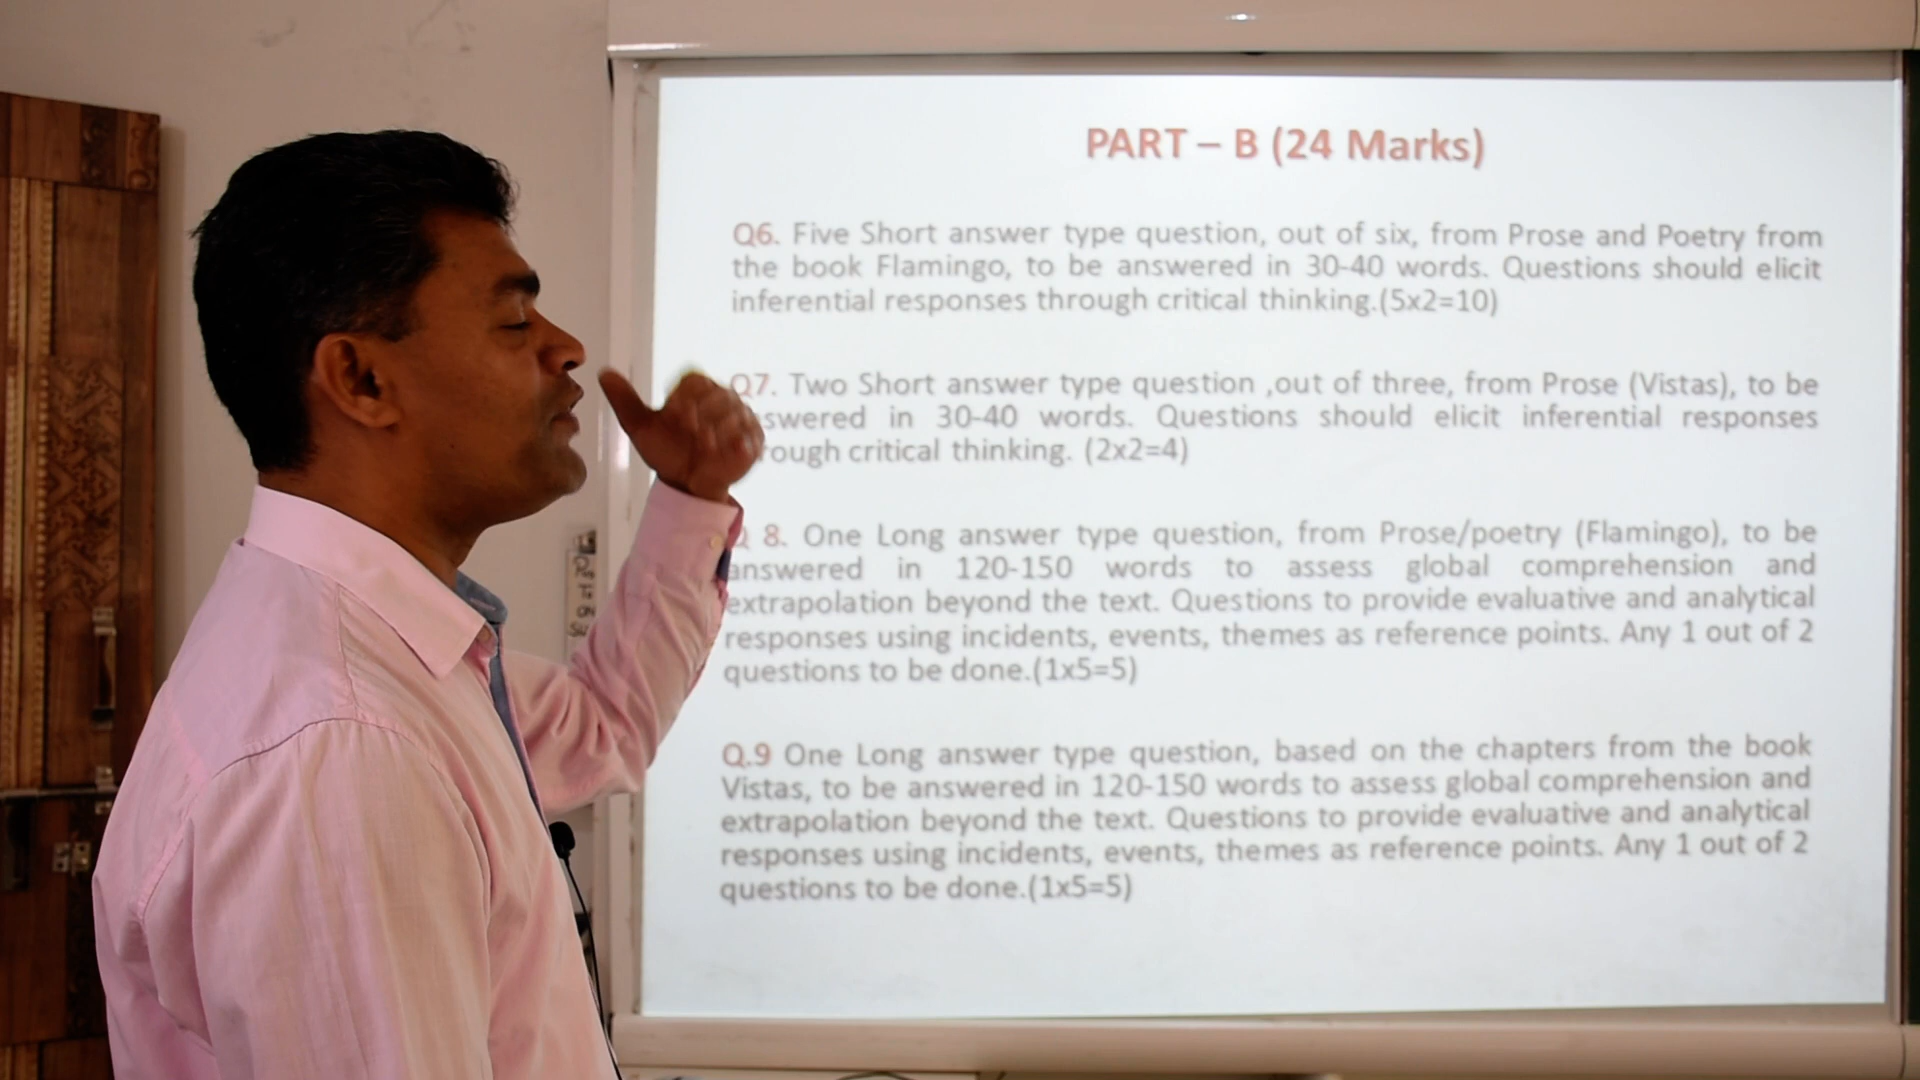 PART – B (24 Marks)
Q6. Five Short answer type question, out of six, from Prose and Poetry from
the book Flamingo, to be answered in 30-40 words. Questions should elicit
inferential responses through critical thinking.(5x2=10)
Q7. Two Short answer type question ,out of three, from Prose (Vistas), to be
swered in 30-40 words. Questions should elicit inferential responses
rough critical thinking. (2x2=4)
Q 8. One Long answer type question, from Prose/poetry (Flamingo), to be
answered in 120-150 words to assess global comprehension and
extrapolation beyond the text. Questions to provide evaluative and analytical
responses using incidents, events, themes as reference points. Any 1 out of 2
questions to be done.(1x5=5)
Q.9 One Long answer type question, based on the chapters from the book
Vistas, to be answered in 120-150 words to assess global comprehension and
extrapolation beyond the text. Questions to provide evaluative and analytical
responses using incidents, events, themes as reference points. Any 1 out of 2
questions to be done.(1x5=5)